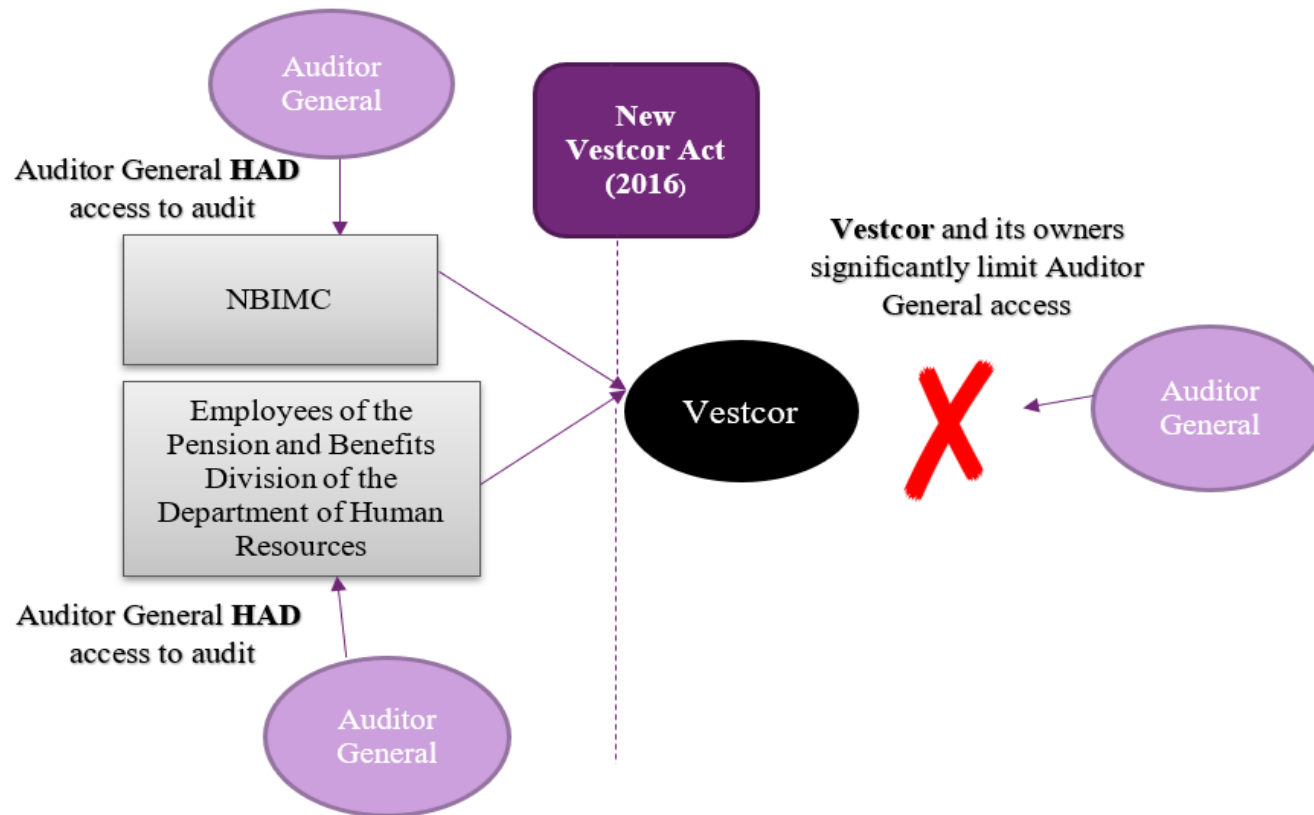 Auditor
General
Auditor General HAD
access to audit
NBIMC
Employees of the
Pension and Benefits
Division of the
Department of Human
Resources
Auditor General HAD
access to audit
Auditor
General
New
Vestcor Act
(2016)
Vestcor
Vestcor and its owners
significantly limit Auditor
General access
Auditor
General